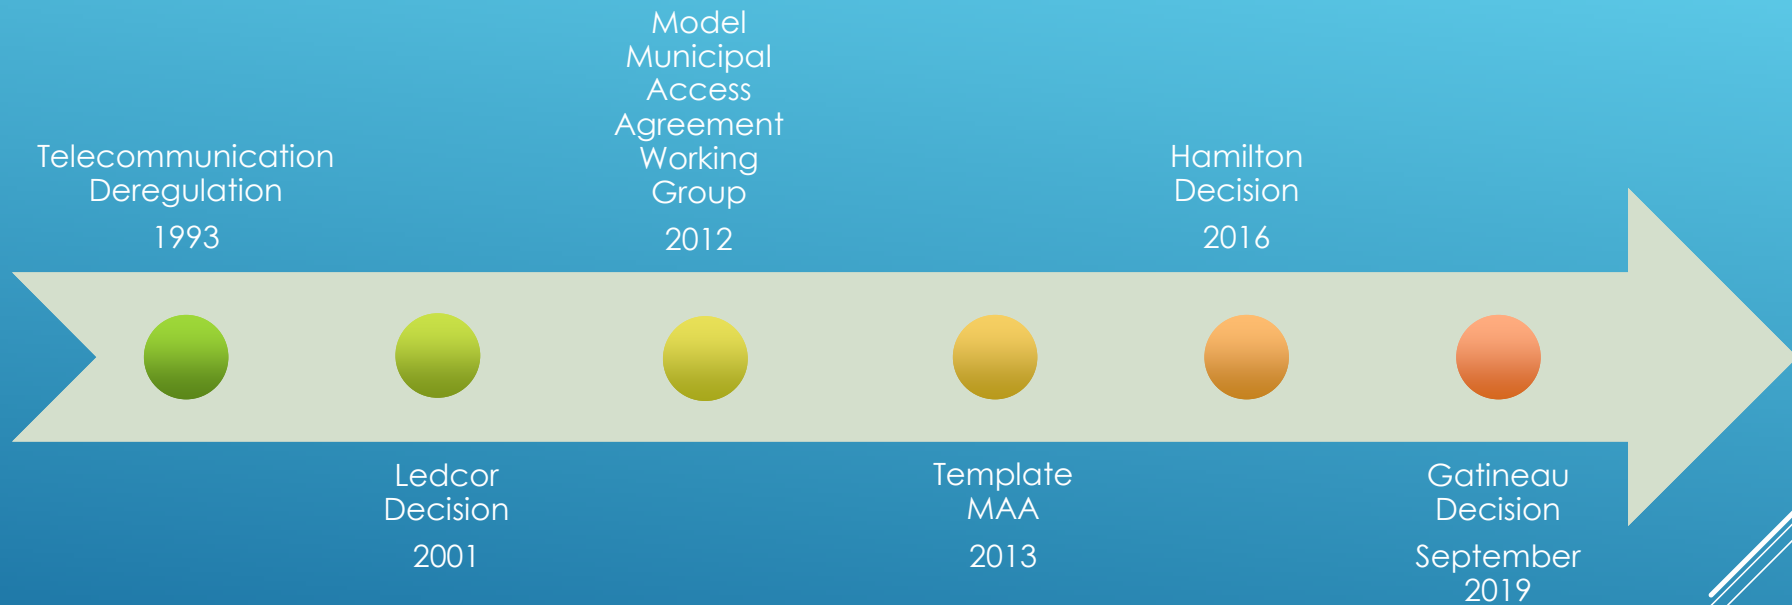 Telecommunication
Deregulation
1993
Ledcor
Decision
2001
Model
Municipal
Access
Agreement
Working
Group
2012
Template
MAA
2013
Hamilton
Decision
2016
Gatineau
Decision
September
2019